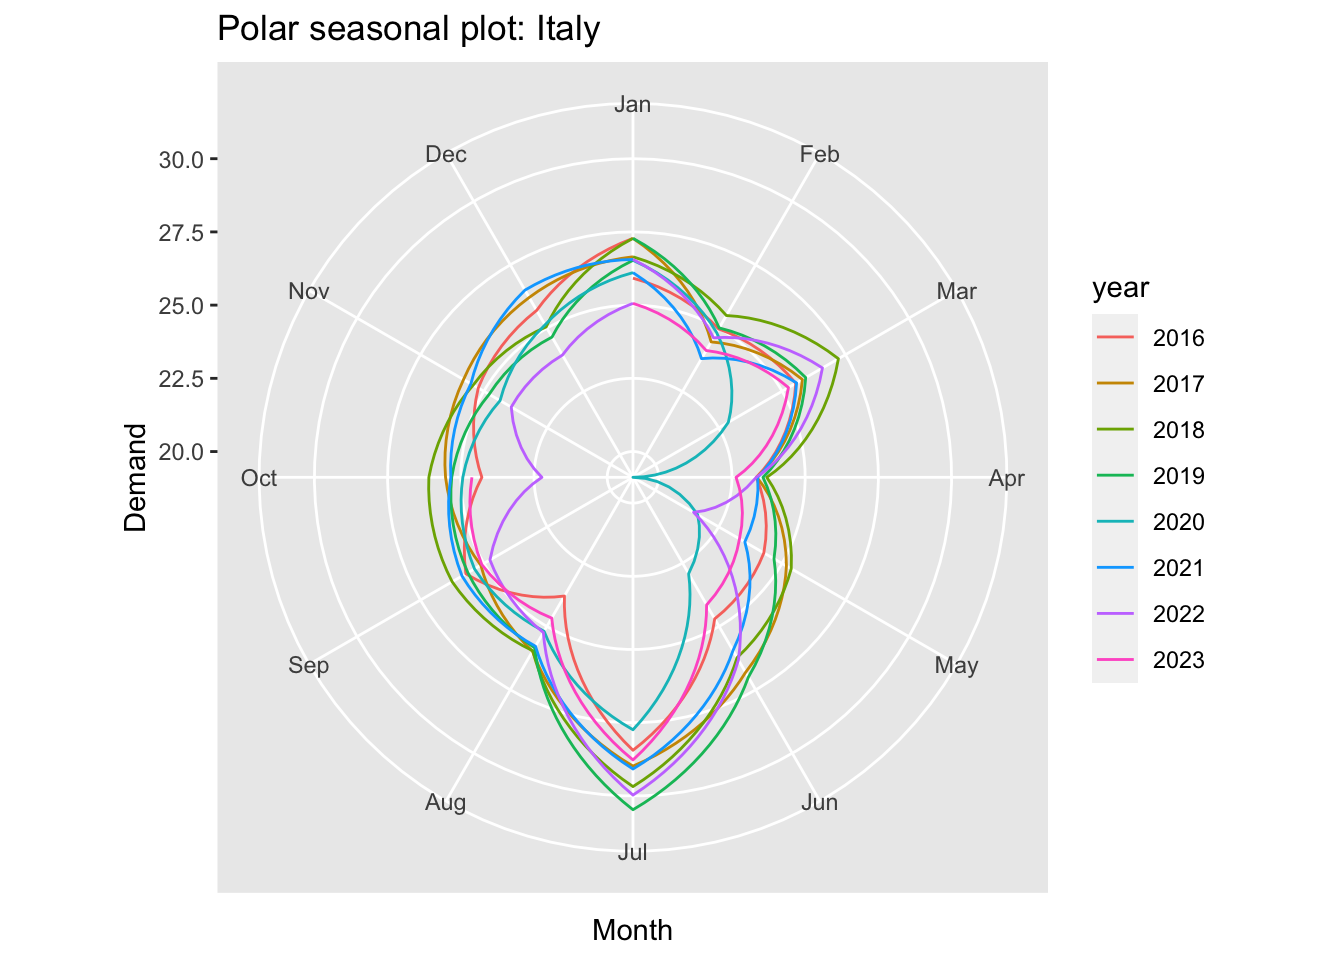 Polar seasonal plot: Italy
Jan
Feb
Mar
Apr
May
Jun
Jul
Aug
Sep
Oct
Nov
Dec
30.0
27.5
25.0
22.5
20.0
Demand
Month
year
2016
2017
2018
2019
2020
2021
2022
2023